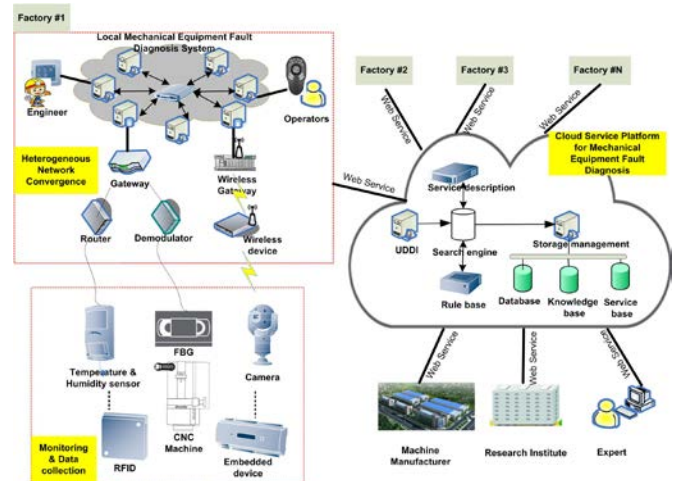 Factory #1
Local Mechanical Equipment Fault
Diagnosis System
Engineer
Operators
Heterogeneous
Network
Convergence
Gateway
Wireless
Gateway
Router
Demodulator
Wireless
device
Temperature &
Humidity sensor
FBG
Camera
RFID
CNC
Machine
Embedded
device
Monitoring
& Data
collection
Factory #2
Factory #3
Factory #N
Web Service
Web Service
Web Service
Web Service
Cloud Service Platform
for Mechanical
Equipment Fault
Diagnosis
Service description
UDDI
Search engine
Storage management
Rule base
Database
Knowledge
base
Service
base
Web Service
Web Service
Web Service
Machine
Manufacturer
Research Institute
Expert